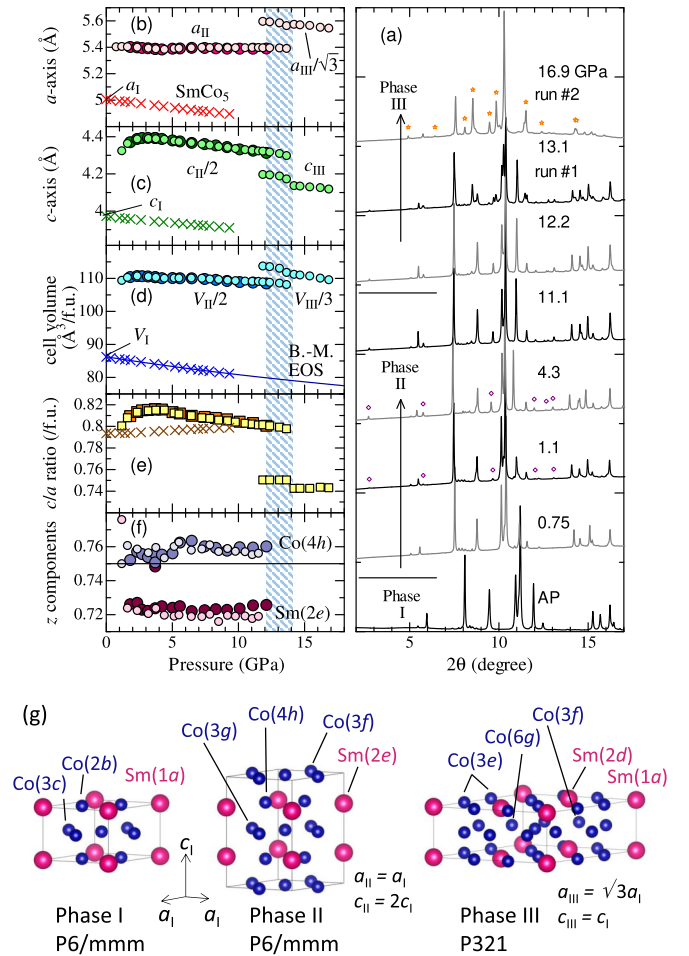 (b)
a_II
a_III/√3
a_I
SmCo₅
a-axis (Å)
5.6
5.4
5.2
5
(c)
c_II/2
c_III
c_I
c-axis (Å)
4.4
4.2
4
(d)
V_II/2
V_III/3
V_I
B.-M.
EOS
cell volume
(Å³/f.u.)
110
100
90
80
(e)
c/a ratio (/f.u.)
0.82
0.8
0.78
0.76
0.74
(f)
Co(4h)
Sm(2e)
z components
0.76
0.74
0.72
0 5 10 15
Pressure (GPa)
(a)
Phase
III
16.9 GPa
run #2
13.1
run #1
12.2
11.1
Phase
II
4.3
1.1
0.75
Phase
I
AP
5 10 15
2θ (degree)
(g)
Co(3c)
Co(2b)
Sm(1a)
Phase I
P6/mmm
c_I
a_I
a_I
Co(3g)
Co(4h)
Co(3f)
Sm(2e)
a_II = a_I
c_II = 2c_I
Phase II
P6/mmm
Co(3e)
Co(6g)
Co(3f)
Sm(2d)
Sm(1a)
a_III = √3a_I
c_III = c_I
Phase III
P321